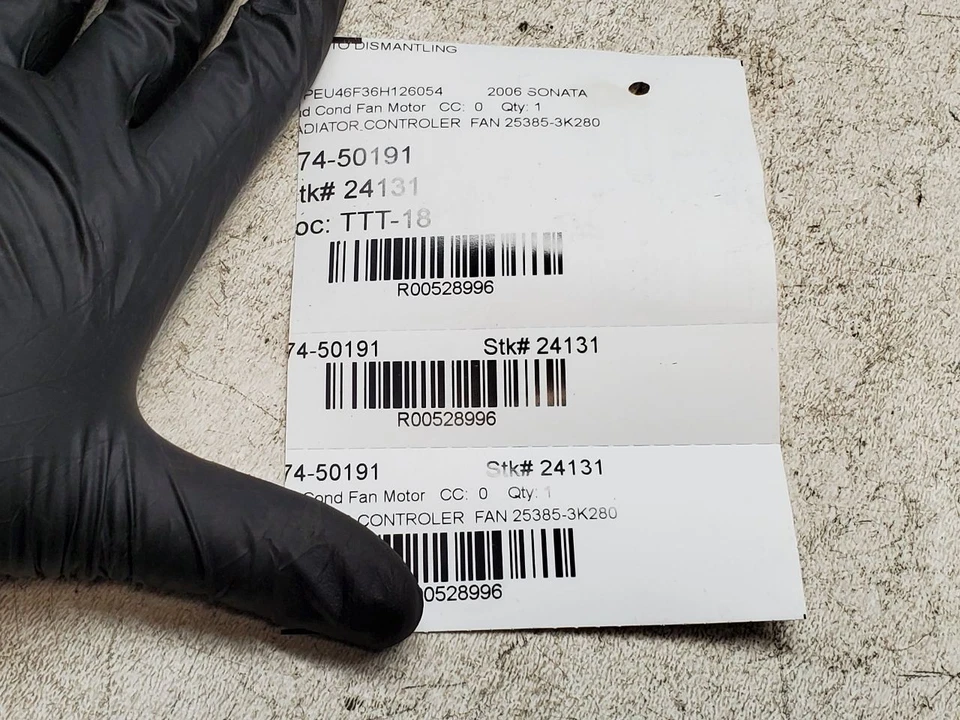 TO DISMANTLING
PEU46F36H126054 2006 SONATA
d Cond Fan Motor CC: 0 Qty: 1
ADIATOR,CONTROLER FAN 25385-3K280
74-50191
tk# 24131
oc: TTT-18
R00528996
74-50191 Stk# 24131
R00528996
74-50191 Stk# 24131
Cond Fan Motor CC: 0 Qty: 1
CONTROLER FAN 25385-3K280
00528996